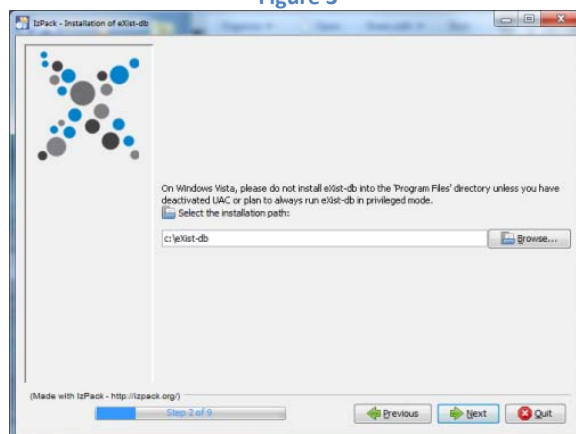 Figure 3
IzPack - Installation of eXist-db
On Windows Vista, please do not install eXist-db into the 'Program Files' directory unless you have
deactivated UAC or plan to always run eXist-db in privileged mode.
Select the installation path:
c:\eXist-db
Browse...
(Made with IzPack - http://izpack.org/)
Step 2 of 9
Previous
Next
Quit